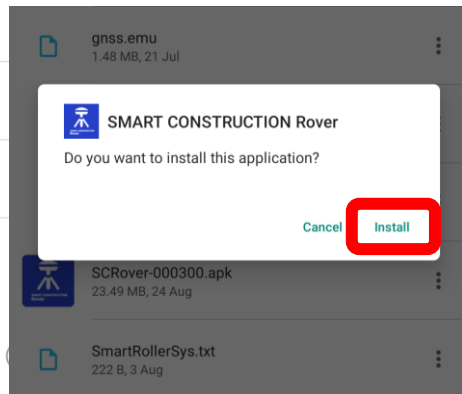 gnss.emu
1.48 MB, 21 Jul
SMART CONSTRUCTION Rover
Do you want to install this application?
Cancel
Install
SCRover-000300.apk
23.49 MB, 24 Aug
SmartRollerSys.txt
222 B, 3 Aug